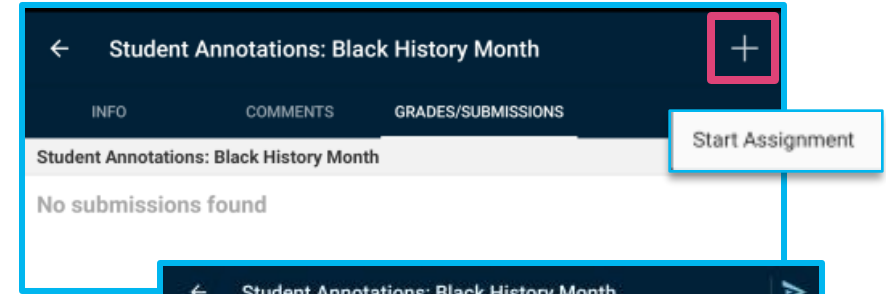 Student Annotations: Black History Month
INFO COMMENTS GRADES/SUBMISSIONS
Start Assignment
Student Annotations: Black History Month
No submissions found
Student Annotations: Black History Month